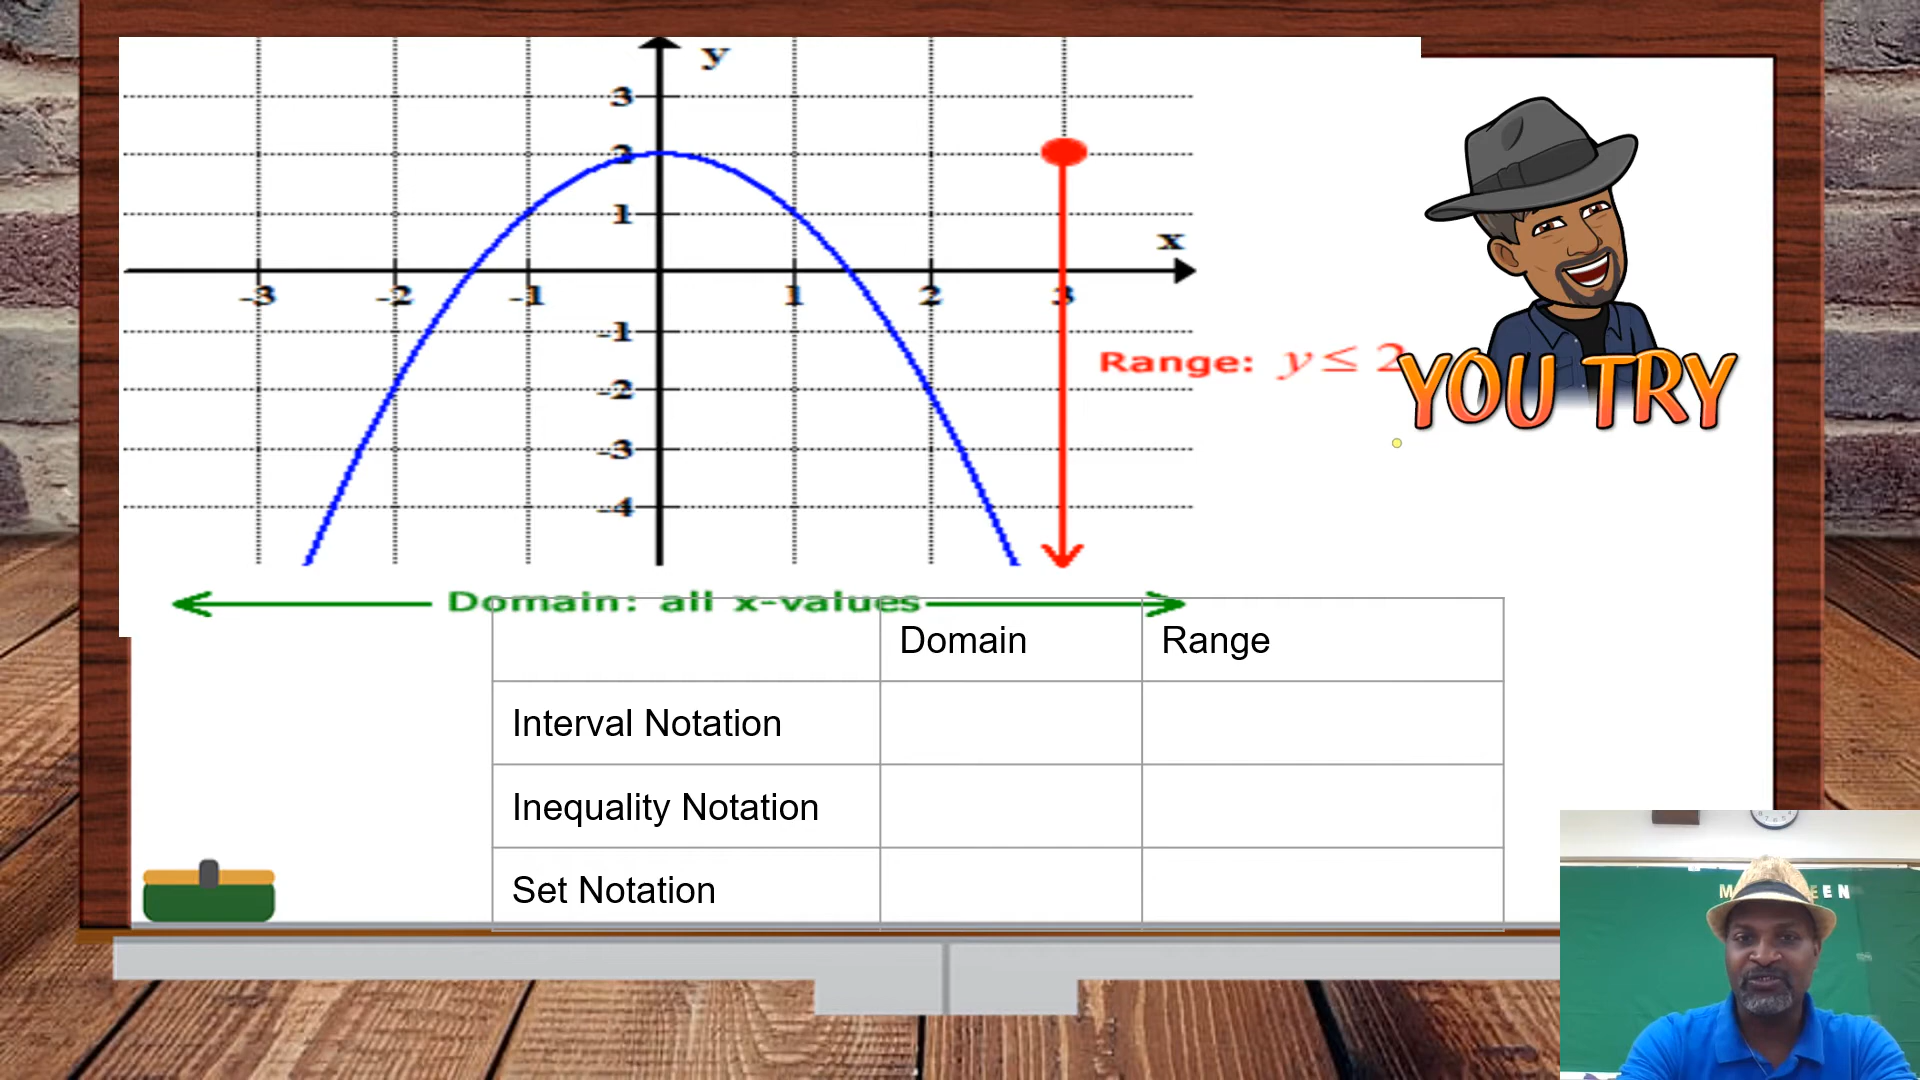 y
3
2
1
x
-3 -2 -1 1 2 3
-1
Range: y ≤ 2
-2
-3
-4
YOU TRY
Domain: all x-values
Domain Range
Interval Notation
Inequality Notation
Set Notation